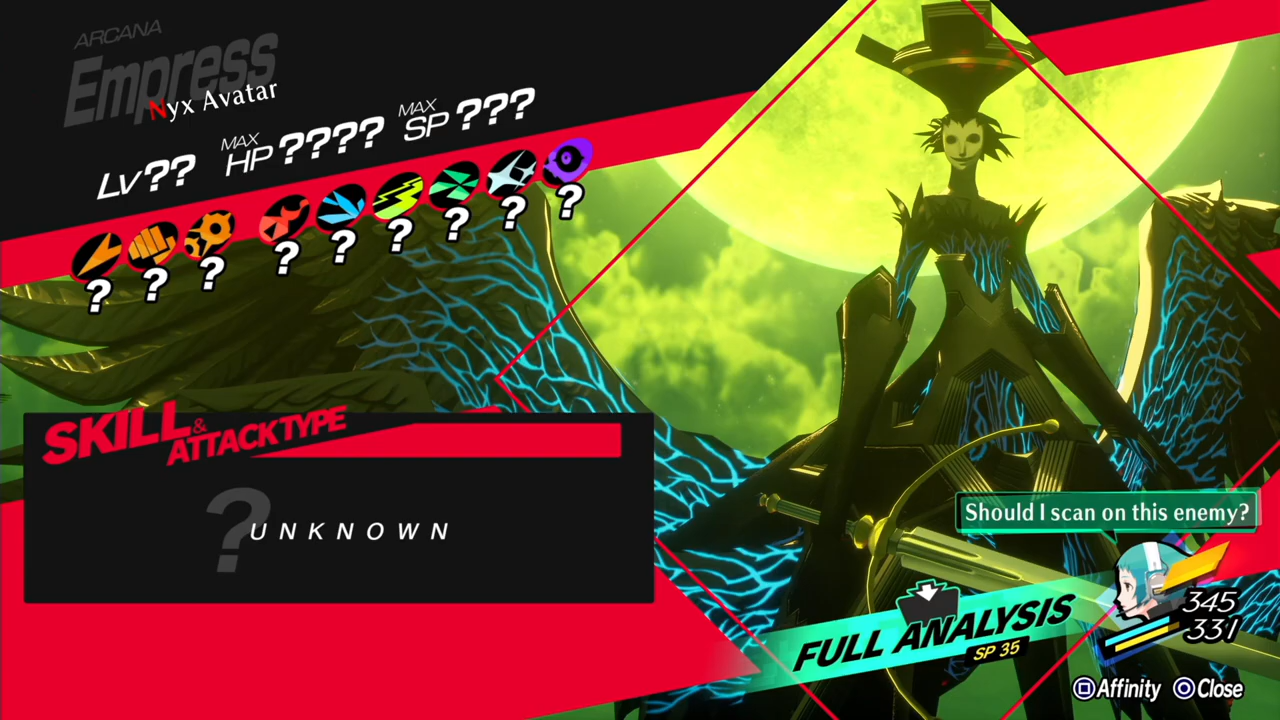 ARCANA
Empress
Nyx Avatar
Lv??
MAX
HP ????
MAX
SP ???
? ? ? ? ? ? ? ? ?
SKILL & ATTACK TYPE
? UNKNOWN
Should I scan on this enemy?
FULL ANALYSIS
SP 35
345
331
Affinity Close